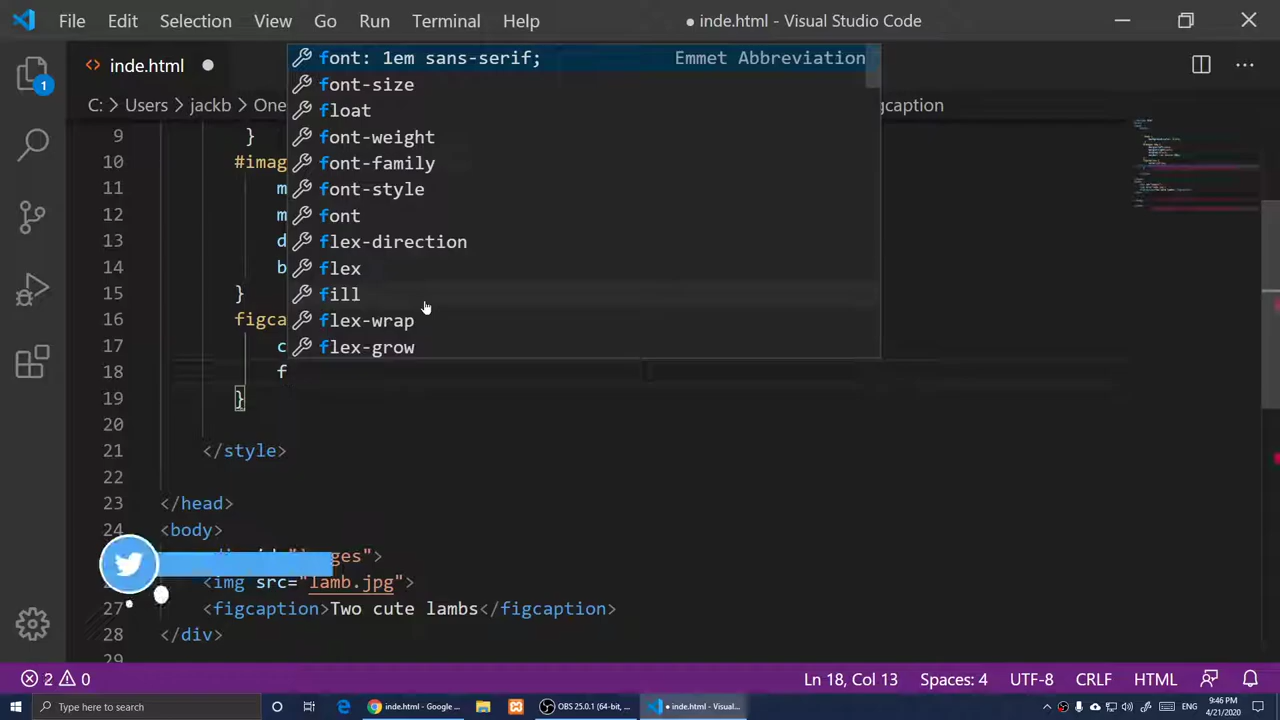 File Edit Selection View Go Run Terminal Help ● inde.html - Visual Studio Code
<> inde.html ●
C: > Users > jackb > One
gcaption
font: 1em sans-serif; Emmet Abbreviation
font-size
float
font-weight
font-family
font-style
font
flex-direction
flex
fill
flex-wrap
flex-grow
9 }
10 #imag
11 m
12 m
13 d
14 b
15 }
16 figca
17 c
18 f
19 }
20
21 </style>
22
23 </head>
24 <body>
ges">
<img src="lamb.jpg">
27 <figcaption>Two cute lambs</figcaption>
28 </div>
29
1
2 0 Ln 18, Col 13 Spaces: 4 UTF-8 CRLF HTML
Type here to search
inde.html - Google ...
OBS 25.0.1 (64-bit, ...
● inde.html - Visual...
ENG
9:46 PM
4/21/2020